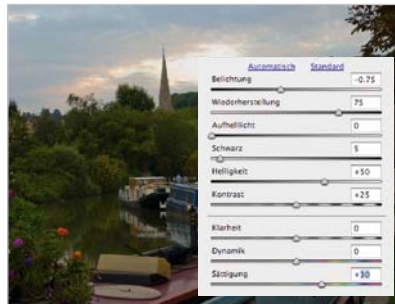 Automatisch Standard
Belichtung -0.75
Wiederherstellung 75
Aufhelllicht 0
Schwarz 5
Helligkeit +50
Kontrast +25
Klarheit 0
Dynamik 0
Sättigung +30